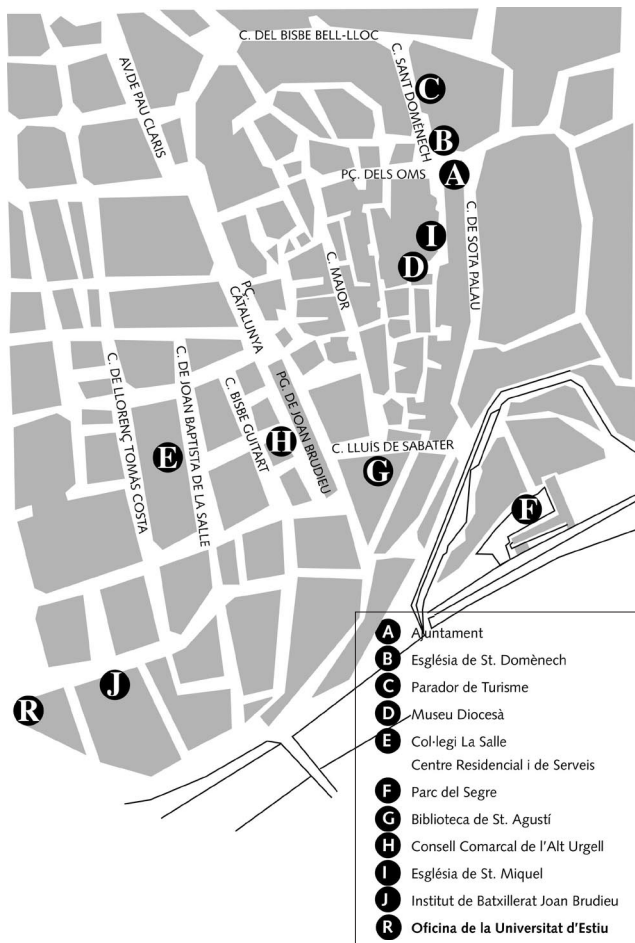 C. DEL BISBE BELL-LLOC
AV.DE PAU CLARIS
C. SANT DOMÈNECH
C
B
PÇ. DELS OMS
A
C. DE SOTA PALAU
I
D
C. MAJOR
PÇ.
CATALUNYA
C. DE LLORENÇ TOMÀS COSTA
C. DE JOAN BAPTISTA DE LA SALLE
C. BISBE GUITART
PG. DE JOAN BRUDIEU
H
C. LLUÍS DE SABATER
E
G
F
J
R
A Ajuntament
B Església de St. Domènech
C Parador de Turisme
D Museu Diocesà
E Col·legi La Salle
Centre Residencial i de Serveis
F Parc del Segre
G Biblioteca de St. Agustí
H Consell Comarcal de l'Alt Urgell
I Església de St. Miquel
J Institut de Batxillerat Joan Brudieu
R Oficina de la Universitat d'Estiu